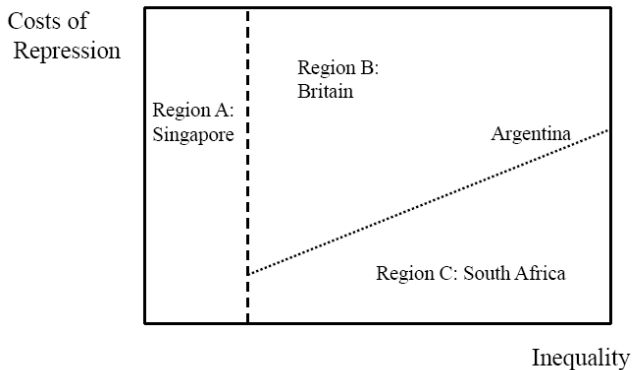 Costs of
Repression
Region B:
Britain
Region A:
Singapore
Argentina
Region C: South Africa
Inequality